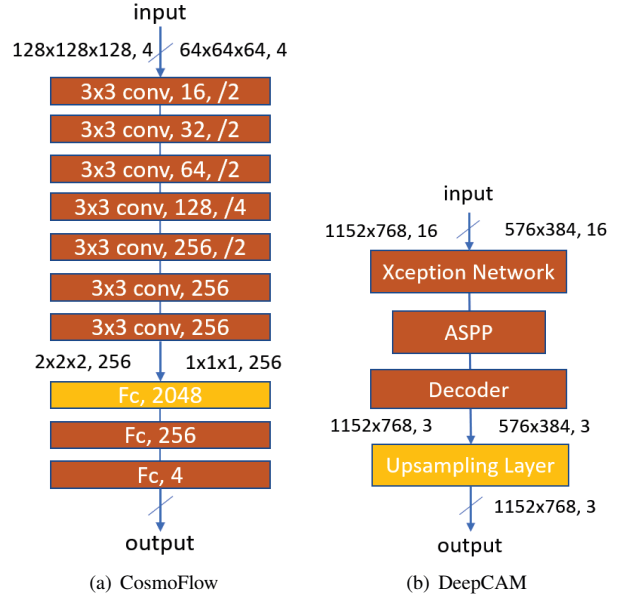 input
128x128x128, 4 64x64x64, 4
3x3 conv, 16, /2
3x3 conv, 32, /2
3x3 conv, 64, /2
3x3 conv, 128, /4
3x3 conv, 256, /2
3x3 conv, 256
3x3 conv, 256
2x2x2, 256 1x1x1, 256
Fc, 2048
Fc, 256
Fc, 4
output
(a) CosmoFlow
input
1152x768, 16 576x384, 16
Xception Network
ASPP
Decoder
1152x768, 3 576x384, 3
Upsampling Layer
1152x768, 3
output
(b) DeepCAM